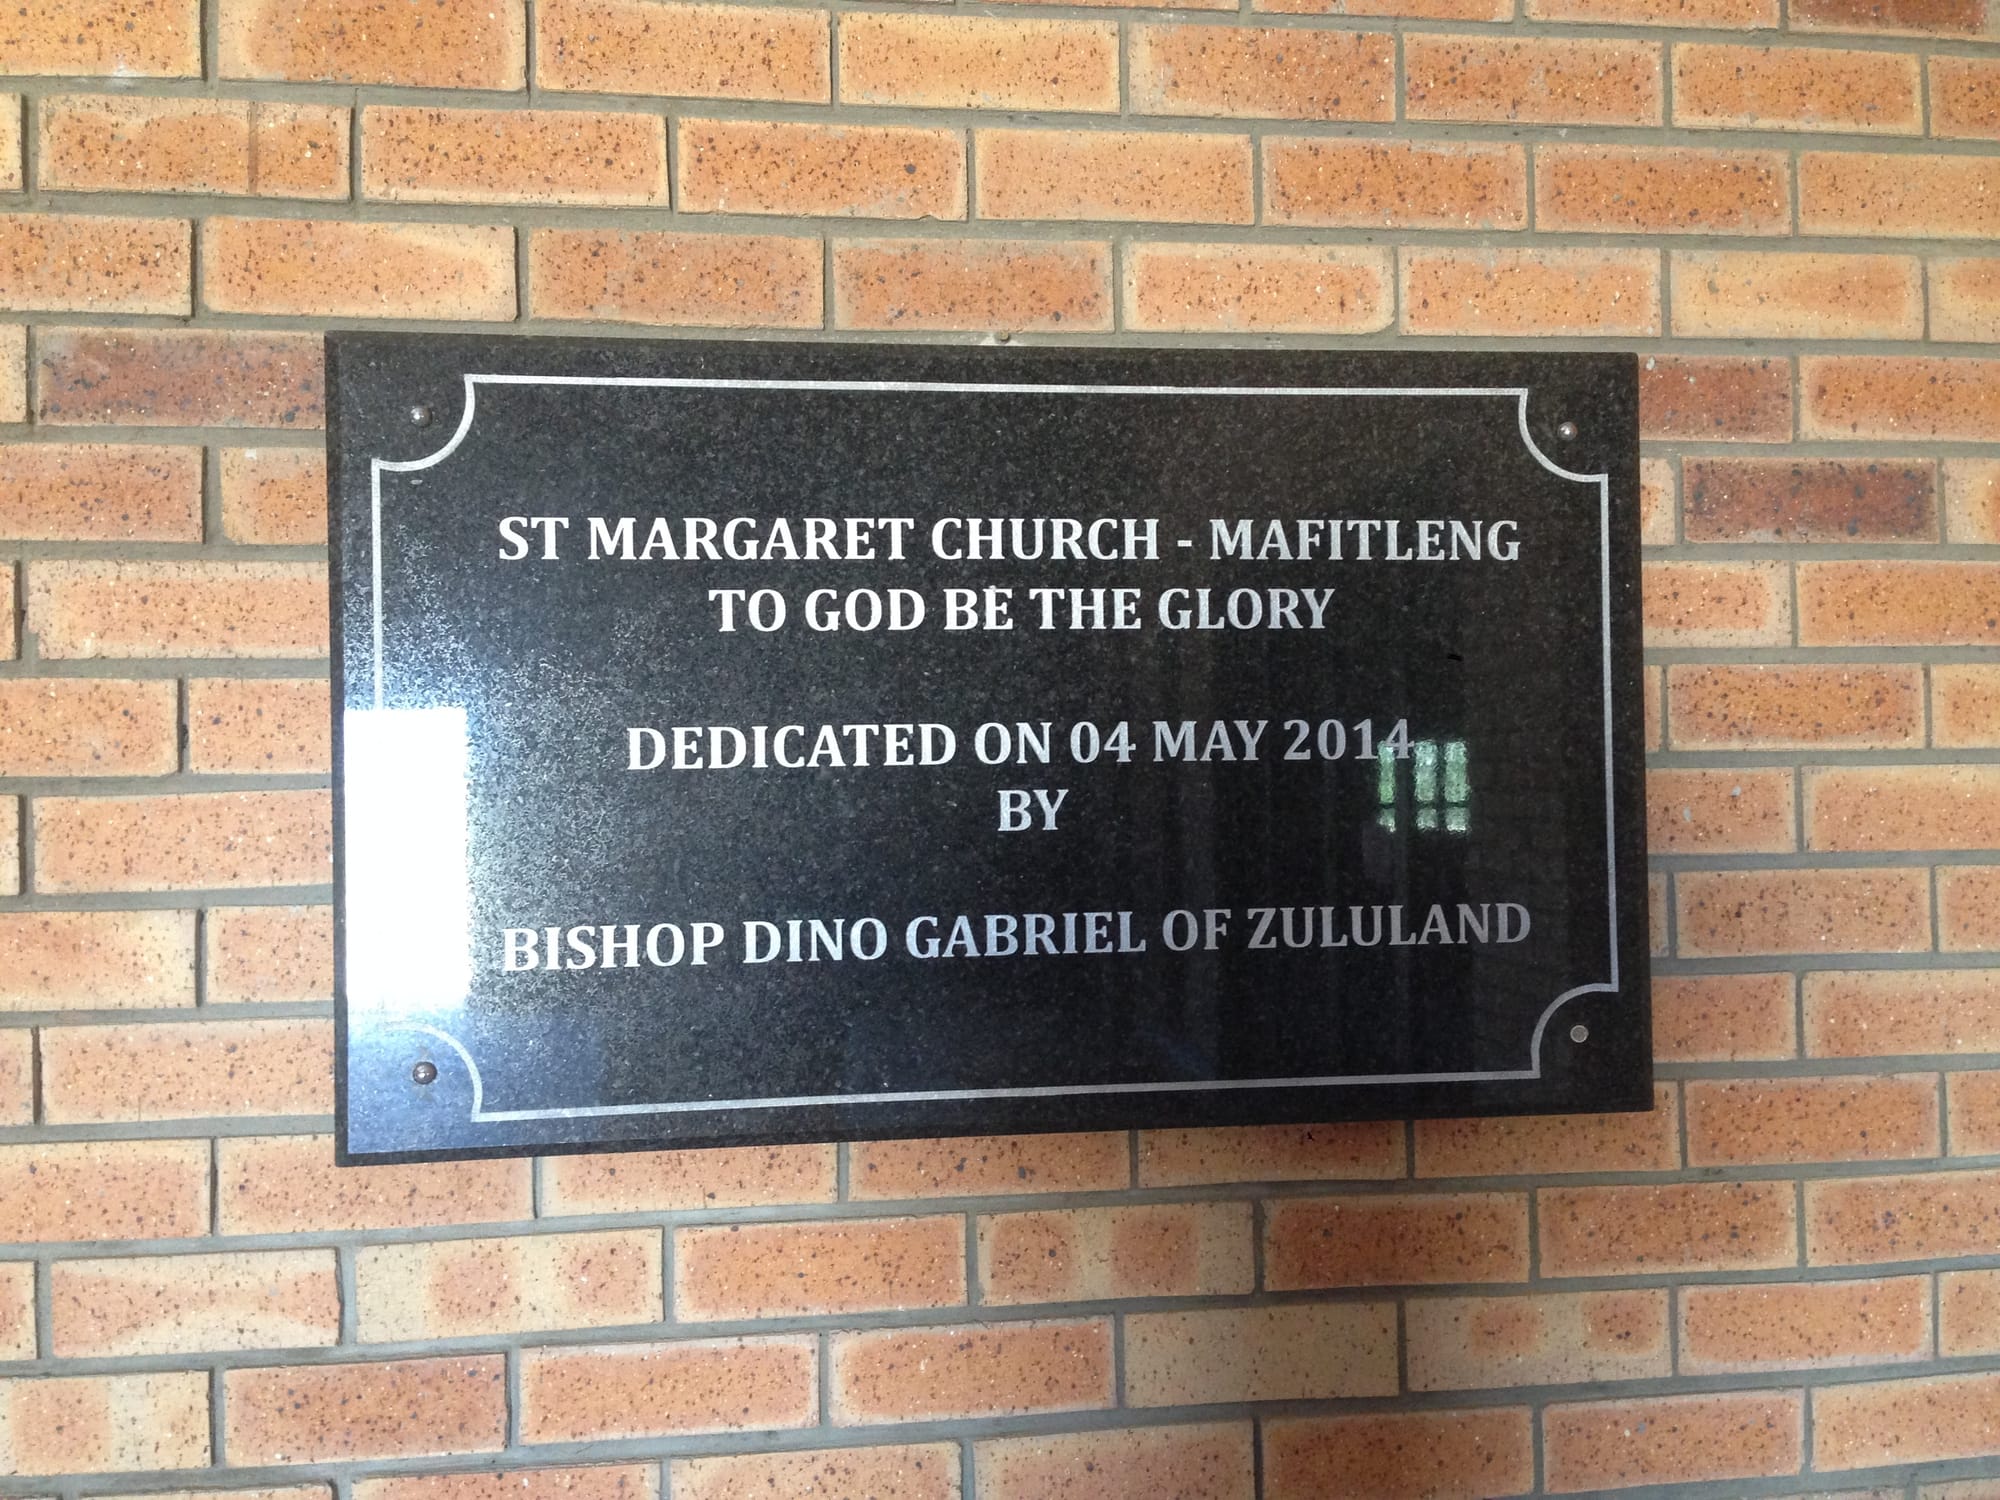 ST MARGARET CHURCH - MAFITLENG
TO GOD BE THE GLORY
DEDICATED ON 04 MAY 2014
BY
BISHOP DINO GABRIEL OF ZULULAND